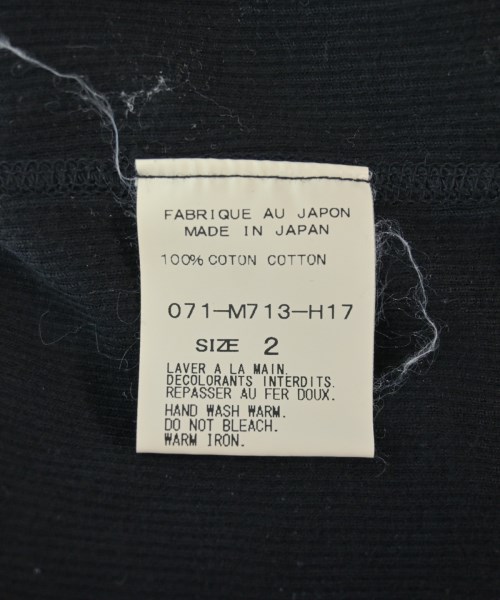 FABRIQUE AU JAPON
MADE IN JAPAN
100% COTON COTTON
071-M713-H17
SIZE 2
LAVER A LA MAIN.
DECOLORANTS INTERDITS.
REPASSER AU FER DOUX.
HAND WASH WARM.
DO NOT BLEACH.
WARM IRON.